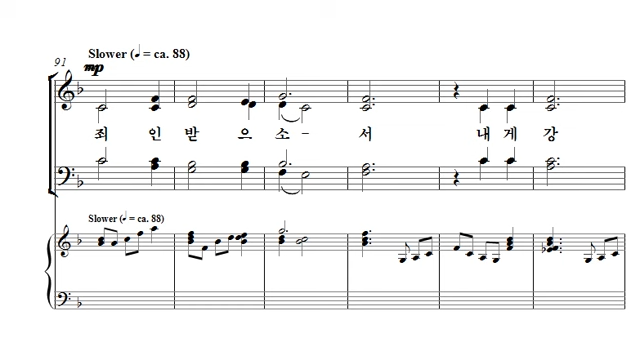 Slower (♩ = ca. 88)
91
mp
죄 인 받 으 소 - 서 내 게 강
Slower (♩ = ca. 88)